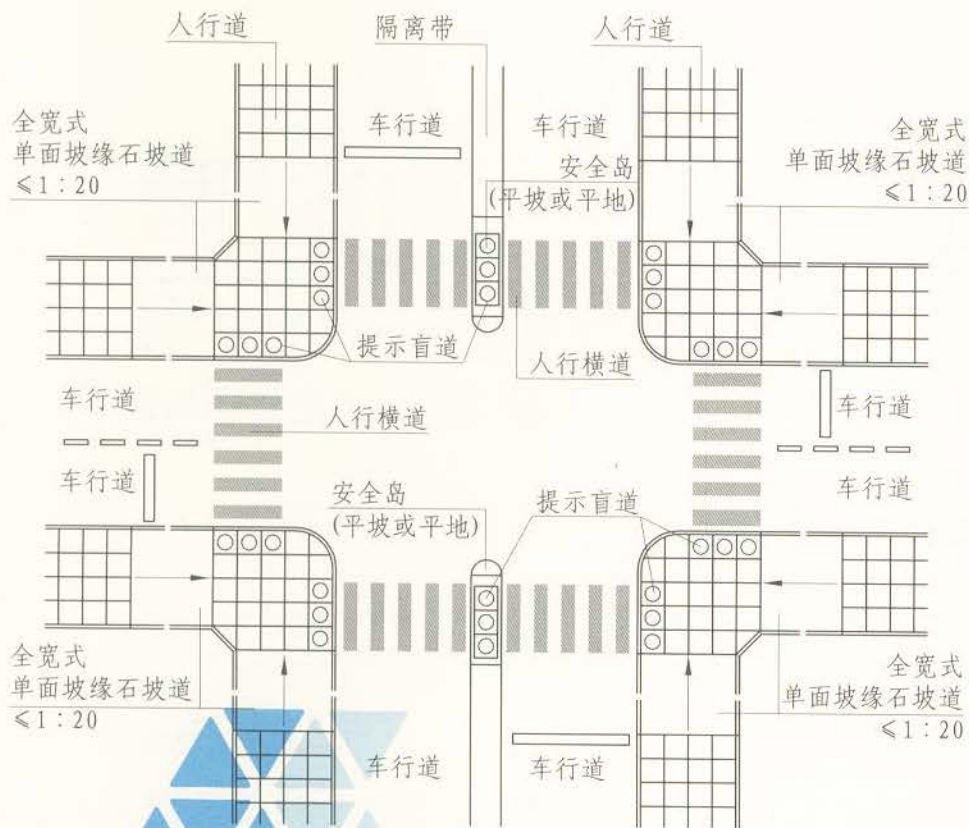 人行道
隔离带
人行道
全宽式
单面坡缘石坡道
≤1：20
车行道
车行道
全宽式
单面坡缘石坡道
≤1：20
安全岛
(平坡或平地)
提示盲道
人行横道
车行道
人行横道
车行道
车行道
安全岛
(平坡或平地)
提示盲道
车行道
全宽式
单面坡缘石坡道
≤1：20
全宽式
单面坡缘石坡道
≤1：20
车行道
车行道